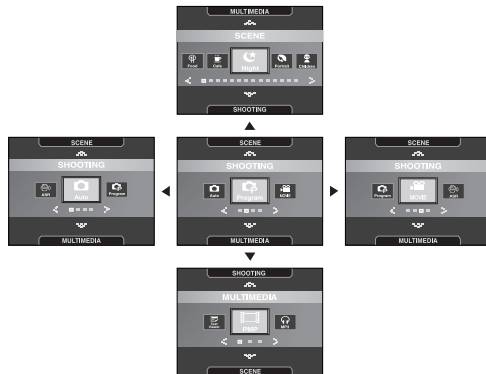 MULTIMEDIA
SCENE
Food Cafe Night Portrait Children
SHOOTING
SCENE
SHOOTING
ASR Auto Program
MULTIMEDIA
SCENE
SHOOTING
Auto Program MOVIE
MULTIMEDIA
SCENE
SHOOTING
Program MOVIE ASR
MULTIMEDIA
SHOOTING
MULTIMEDIA
PMP MP3
SCENE